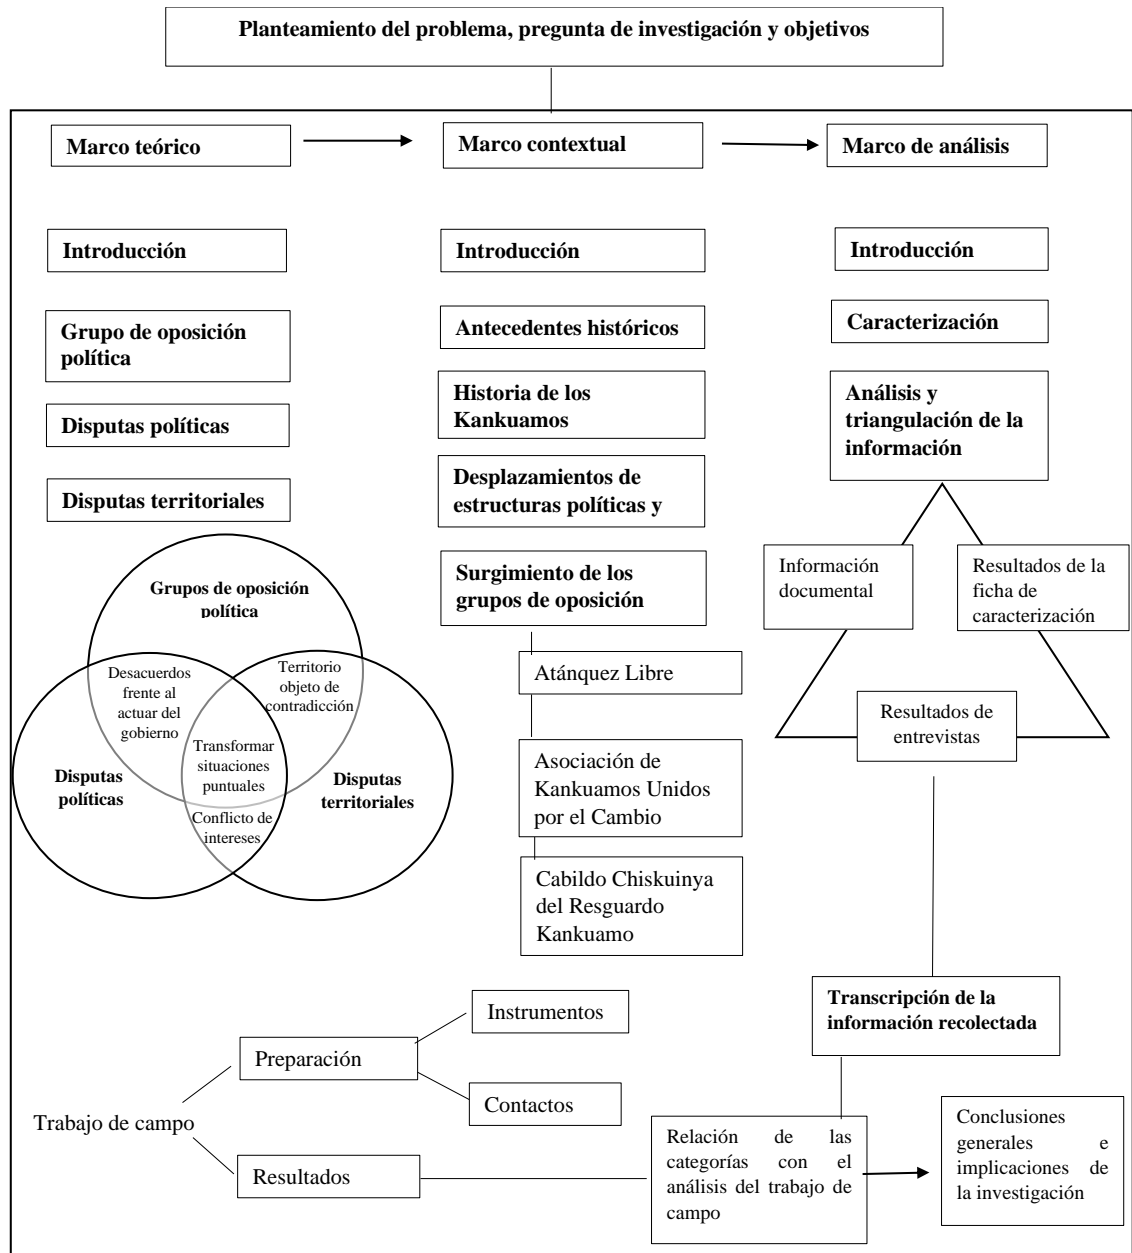 Planteamiento del problema, pregunta de investigación y objetivos
Marco teórico
Marco contextual
Marco de análisis
Introducción
Grupo de oposición
política
Disputas políticas
Disputas territoriales
Grupos de oposición
política
Desacuerdos
frente al
actuar del
gobierno
Territorio
objeto de
contradicción
Transformar
situaciones
puntuales
Disputas
políticas
Disputas
territoriales
Conflicto de
intereses
Introducción
Antecedentes históricos
Historia de los
Kankuamos
Desplazamientos de
estructuras políticas y
Surgimiento de los
grupos de oposición
Atánquez Libre
Asociación de
Kankuamos Unidos
por el Cambio
Cabildo Chiskuinya
del Resguardo
Kankuamo
Introducción
Caracterización
Análisis y
triangulación de la
información
Información
documental
Resultados de la
ficha de
caracterización
Resultados de
entrevistas
Transcripción de la
información recolectada
Trabajo de campo
Preparación
Instrumentos
Contactos
Resultados
Relación de las
categorías con el
análisis del trabajo de
campo
Conclusiones
generales e
implicaciones de
la investigación